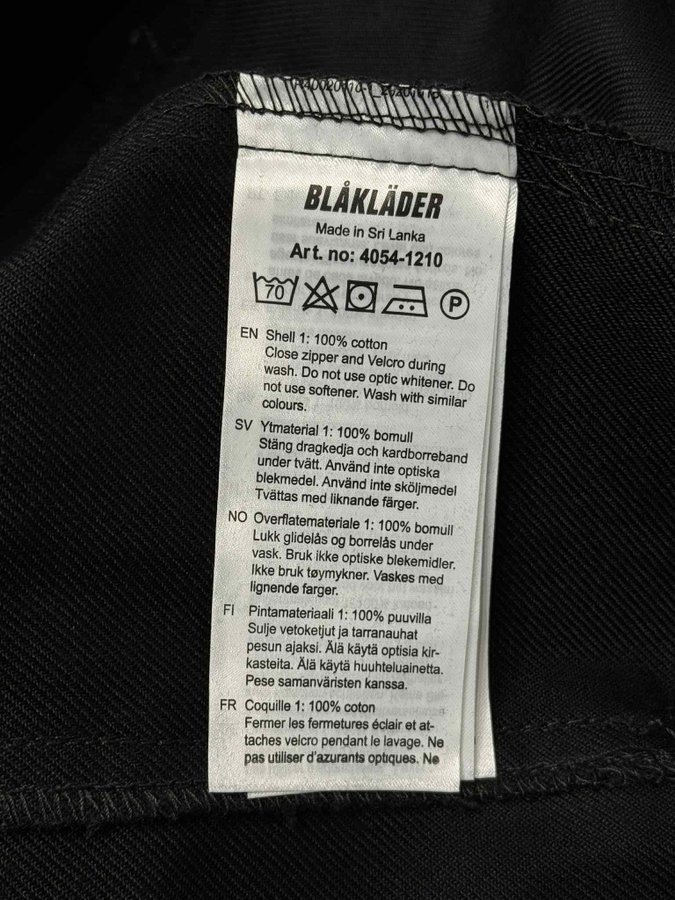 BLÅKLÄDER
Made in Sri Lanka
Art. no: 4054-1210
70
P
EN Shell 1: 100% cotton
Close zipper and Velcro during
wash. Do not use optic whitener. Do
not use softener. Wash with similar
colours.
SV Ytmaterial 1: 100% bomull
Stäng dragkedja och kardborreband
under tvätt. Använd inte optiska
blekmedel. Använd inte sköljmedel
Tvättas med liknande färger.
NO Overflatemateriale 1: 100% bomull
Lukk glidelås og borrelås under
vask. Bruk ikke optiske blekemidler.
Ikke bruk tøymykner. Vaskes med
lignende farger.
FI Pintamateriaali 1: 100% puuvilla
Sulje vetoketjut ja tarranauhat
pesun ajaksi. Älä käytä optisia kir-
kasteita. Älä käytä huuhteluainetta.
Pese samanväristen kanssa.
FR Coquille 1: 100% coton
Fermer les fermetures éclair et at-
taches velcro pendant le lavage. Ne
pas utiliser d'azurants optiques. Ne